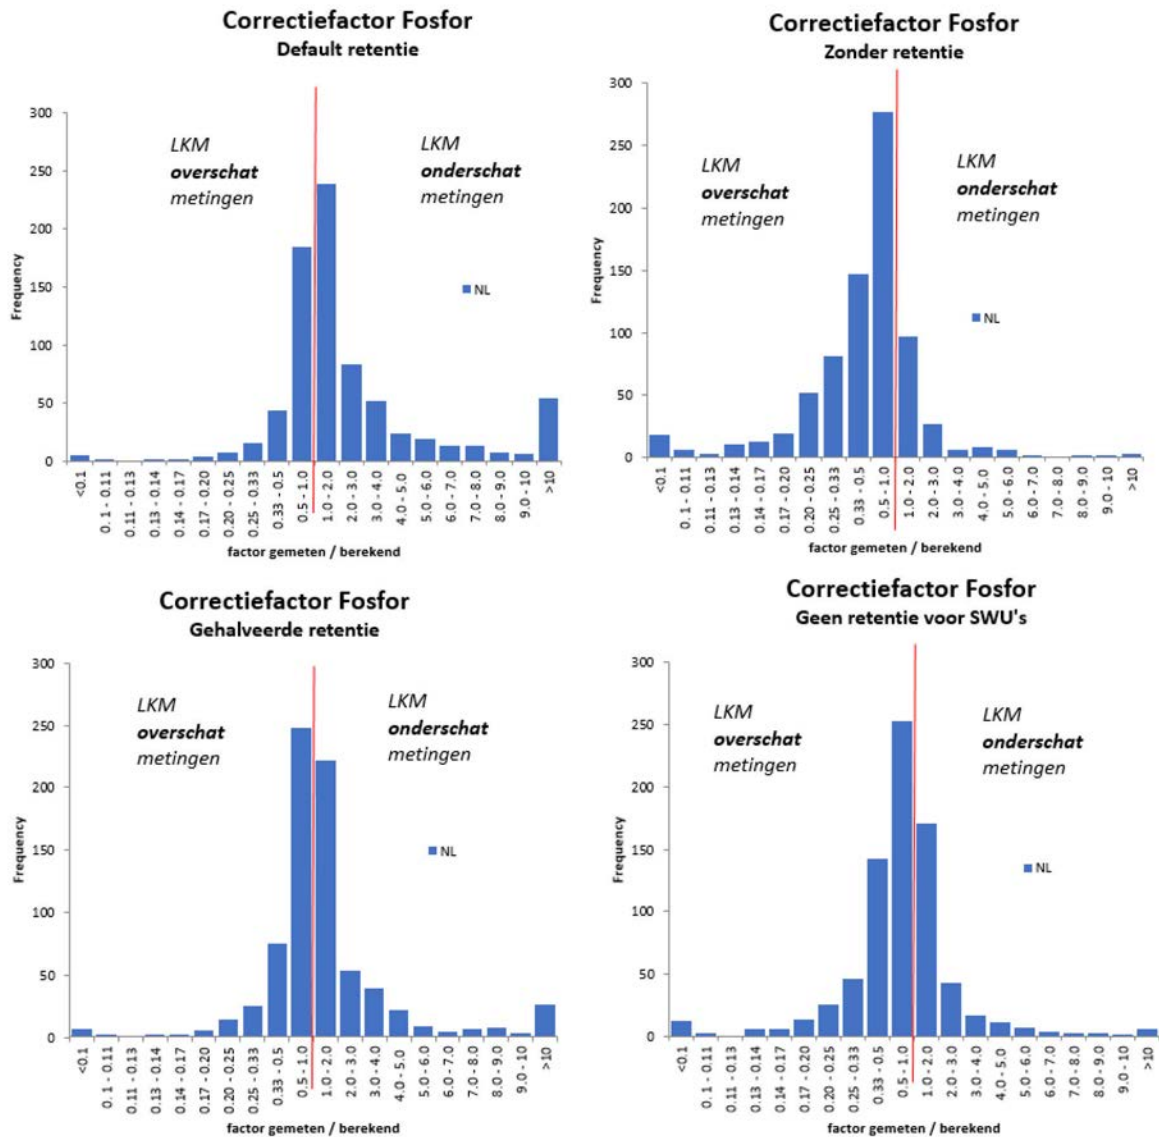 Correctiefactor Fosfor
Default retentie
LKM
overschat
metingen
LKM
onderschat
metingen
Frequency
300
250
200
150
100
50
0
NL
<0.1
0. 1 - 0.11
0.11 - 0.13
0.13 - 0.14
0.14 - 0.17
0.17 - 0.20
0.20 - 0.25
0.25 - 0.33
0.33 - 0.5
0.5 - 1.0
1.0 - 2.0
2.0 - 3.0
3.0 - 4.0
4.0 - 5.0
5.0 - 6.0
6.0 - 7.0
7.0 - 8.0
8.0 - 9.0
9.0 - 10
>10
factor gemeten / berekend
Correctiefactor Fosfor
Zonder retentie
LKM
overschat
metingen
LKM
onderschat
metingen
Frequency
300
250
200
150
100
50
0
NL
<0.1
0. 1 - 0.11
0.11 - 0.13
0.13 - 0.14
0.14 - 0.17
0.17 - 0.20
0.20 - 0.25
0.25 - 0.33
0.33 - 0.5
0.5 - 1.0
1.0 - 2.0
2.0 - 3.0
3.0 - 4.0
4.0 - 5.0
5.0 - 6.0
6.0 - 7.0
7.0 - 8.0
8.0 - 9.0
9.0 - 10
>10
factor gemeten / berekend
Correctiefactor Fosfor
Gehalveerde retentie
LKM
overschat
metingen
LKM
onderschat
metingen
Frequency
300
250
200
150
100
50
0
NL
<0.1
0. 1 - 0.11
0.11 - 0.13
0.13 - 0.14
0.14 - 0.17
0.17 - 0.20
0.20 - 0.25
0.25 - 0.33
0.33 - 0.5
0.5 - 1.0
1.0 - 2.0
2.0 - 3.0
3.0 - 4.0
4.0 - 5.0
5.0 - 6.0
6.0 - 7.0
7.0 - 8.0
8.0 - 9.0
9.0 - 10
>10
factor gemeten / berekend
Correctiefactor Fosfor
Geen retentie voor SWU's
LKM
overschat
metingen
LKM
onderschat
metingen
Frequency
300
250
200
150
100
50
0
NL
<0.1
0. 1 - 0.11
0.11 - 0.13
0.13 - 0.14
0.14 - 0.17
0.17 - 0.20
0.20 - 0.25
0.25 - 0.33
0.33 - 0.5
0.5 - 1.0
1.0 - 2.0
2.0 - 3.0
3.0 - 4.0
4.0 - 5.0
5.0 - 6.0
6.0 - 7.0
7.0 - 8.0
8.0 - 9.0
9.0 - 10
>10
factor gemeten / berekend